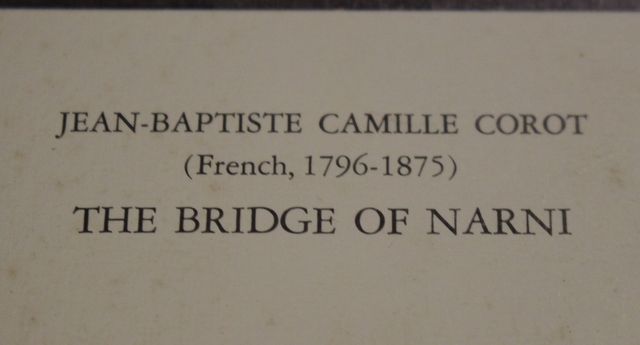 JEAN-BAPTISTE CAMILLE COROT
(French, 1796-1875)
THE BRIDGE OF NARNI